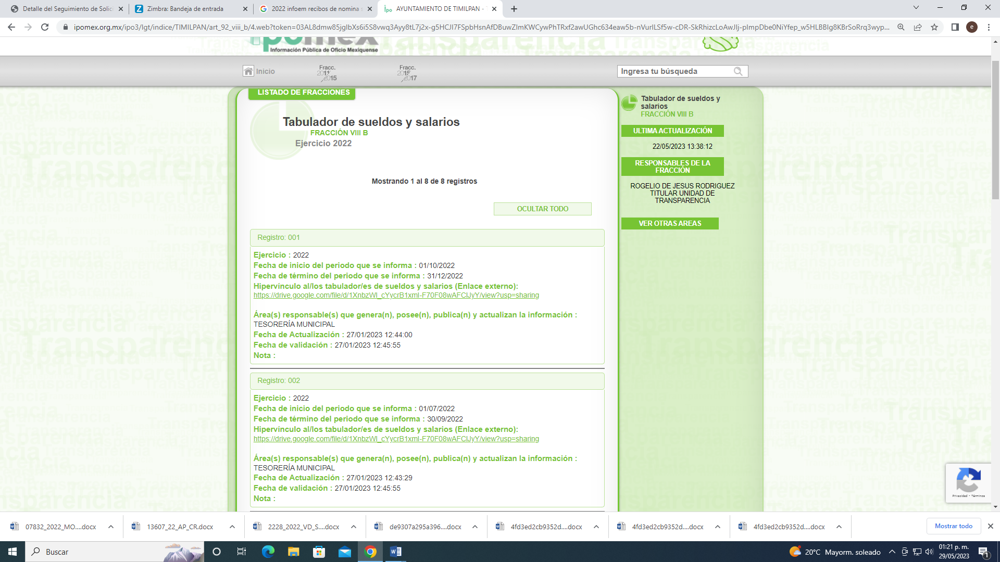 Detalle del Seguimiento de Solici
Zimbra: Bandeja de entrada
2022 infoem recibos de nomina s
AYUNTAMIENTO DE TIMILPAN - 
ipomex.org.mx/ipo3/lgt/indice/TIMILPAN/art_92_viii_b/4.web?token=
e
ipomex
Información Pública de Oficio Mexiquense
Inicio
Fracc. 2011/2015
Fracc. 2015/2017
Ingresa tu búsqueda
LISTADO DE FRACCIONES
Tabulador de sueldos y salarios
FRACCIÓN VIII B
Ejercicio 2022
Mostrando 1 al 8 de 8 registros
OCULTAR TODO
Registro: 001
Ejercicio : 2022
Fecha de inicio del periodo que se informa : 01/10/2022
Fecha de término del periodo que se informa : 31/12/2022
Hipervínculo al/los tabulador/es de sueldos y salarios (Enlace externo):
https://drive.google.com/file/d/1XnbzWI_cYycrB1xmI-F70F08wAFCIJyY/view?usp=sharing
Área(s) responsable(s) que genera(n), posee(n), publica(n) y actualizan la información :
TESORERÍA MUNICIPAL
Fecha de Actualización : 27/01/2023 12:44:00
Fecha de validación : 27/01/2023 12:45:55
Nota :
Registro: 002
Ejercicio : 2022
Fecha de inicio del periodo que se informa : 01/07/2022
Fecha de término del periodo que se informa : 30/09/2022
Hipervínculo al/los tabulador/es de sueldos y salarios (Enlace externo):
https://drive.google.com/file/d/1XnbzWI_cYycrB1xmI-F70F08wAFCIJyY/view?usp=sharing
Área(s) responsable(s) que genera(n), posee(n), publica(n) y actualizan la información :
TESORERÍA MUNICIPAL
Fecha de Actualización : 27/01/2023 12:43:29
Fecha de validación : 27/01/2023 12:45:55
Nota :
Tabulador de sueldos y
salarios
FRACCIÓN VIII B
ULTIMA ACTUALIZACIÓN
22/05/2023 13:38:12
RESPONSABLES DE LA
FRACCIÓN
ROGELIO DE JESUS RODRIGUEZ
TITULAR UNIDAD DE
TRANSPARENCIA
VER OTRAS AREAS
Privacidad - Términos
07832_2022_MO....docx
13607_22_AP_CR.docx
2228_2022_VD_S....docx
de9307a295a396....docx
4fd3ed2cb9352d....docx
4fd3ed2cb9352d....docx
4fd3ed2cb9352d....docx
Mostrar todo
Buscar
20°C Mayorm. soleado
01:21 p. m.
29/05/2023
1